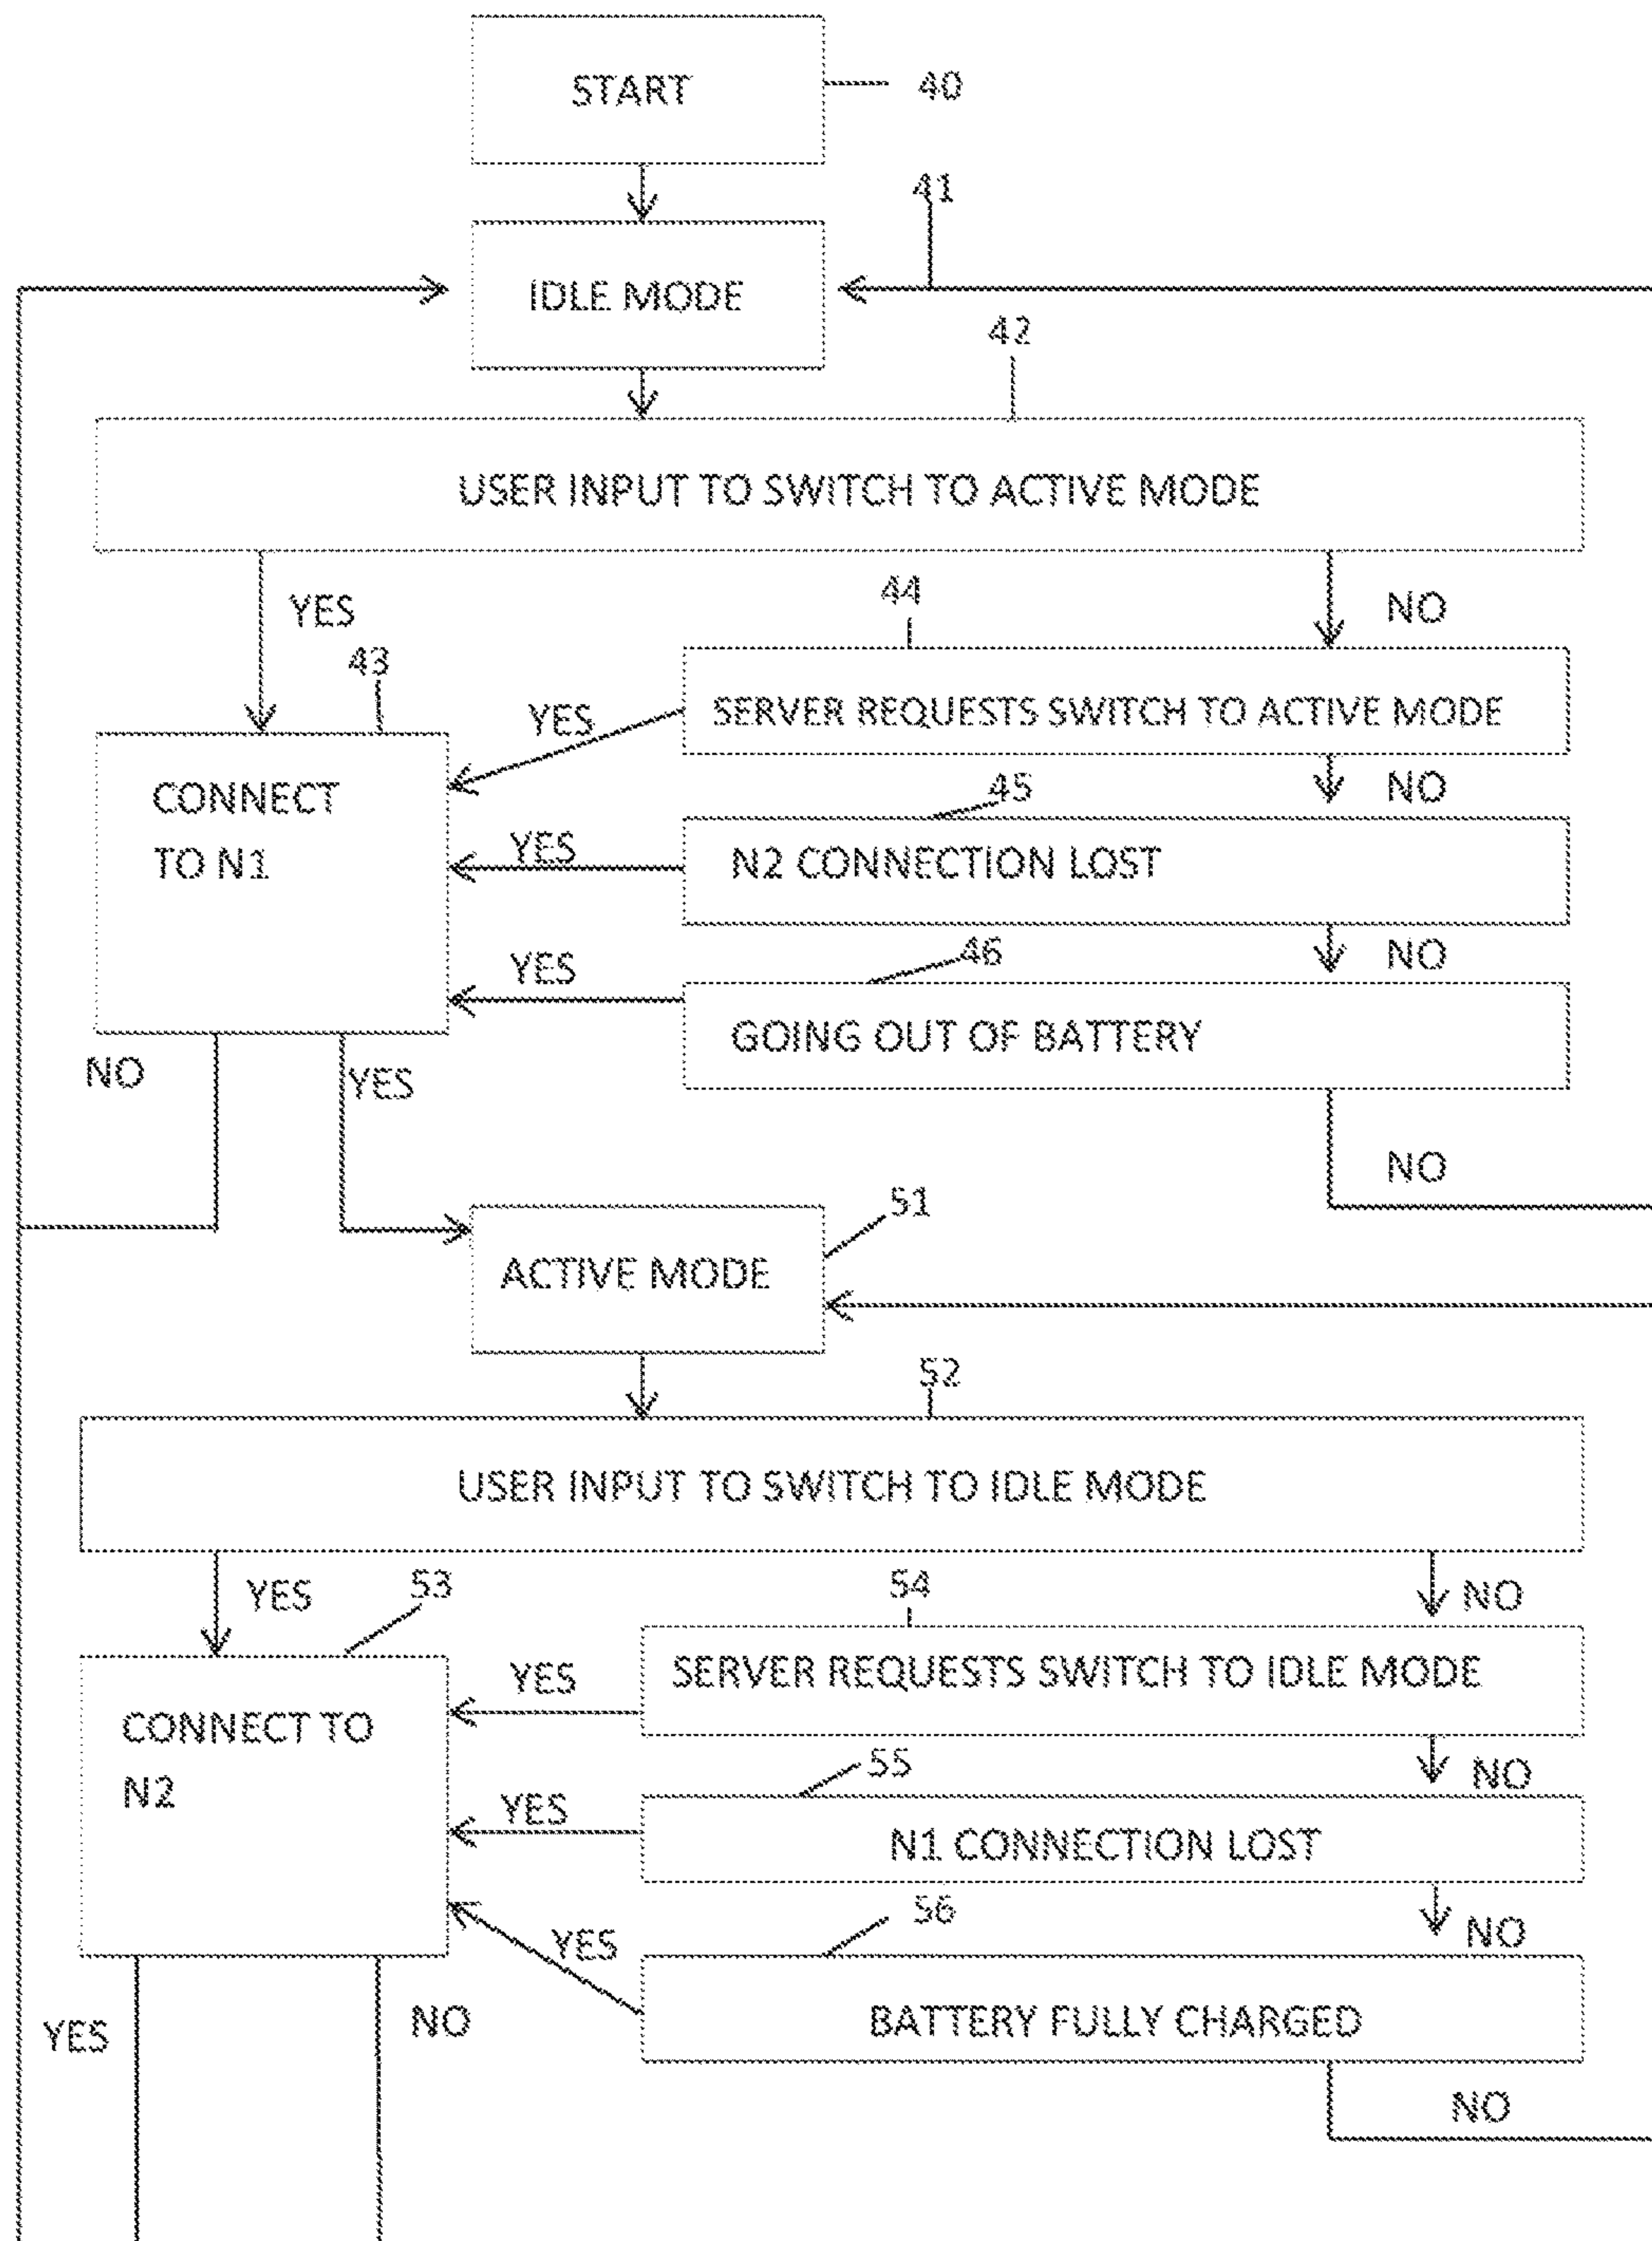 START
40
41
IDLE MODE
42
USER INPUT TO SWITCH TO ACTIVE MODE
YES
44
NO
43
YES
SERVER REQUESTS SWITCH TO ACTIVE MODE
CONNECT
TO N1
45
NO
YES
N2 CONNECTION LOST
46
NO
YES
GOING OUT OF BATTERY
NO
YES
NO
51
ACTIVE MODE
52
USER INPUT TO SWITCH TO IDLE MODE
YES
53
54
NO
YES
SERVER REQUESTS SWITCH TO IDLE MODE
CONNECT TO
N2
55
NO
YES
N1 CONNECTION LOST
56
NO
YES
BATTERY FULLY CHARGED
YES
NO
NO